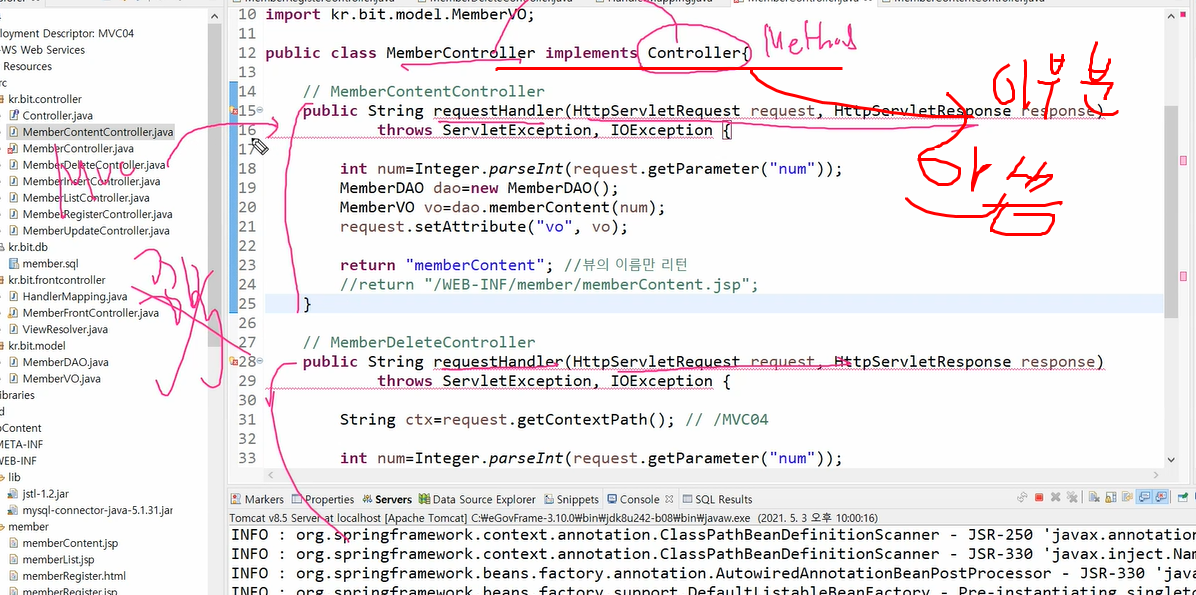 10 import kr.bit.model.MemberVO;
11
12 public class MemberController implements Controller{
Method
13
14 // MemberContentController
15 public String requestHandler(HttpServletRequest request, HttpServletResponse response)
16 throws ServletException, IOException {
17
18 int num=Integer.parseInt(request.getParameter("num"));
19 MemberDAO dao=new MemberDAO();
20 MemberVO vo=dao.memberContent(num);
21 request.setAttribute("vo", vo);
22
23 return "memberContent"; //뷰의 이름만 리턴
24 //return "/WEB-INF/member/memberContent.jsp";
25 }
26
27 // MemberDeleteController
28 public String requestHandler(HttpServletRequest request, HttpServletResponse response)
29 throws ServletException, IOException {
30
31 String ctx=request.getContextPath(); // /MVC04
32
33 int num=Integer.parseInt(request.getParameter("num"));
이부분
Deployment Descriptor: MVC04
WS Web Services
Resources
kr.bit.controller
Controller.java
MemberContentController.java
MemberController.java
MemberDeleteController.java
MemberInsertController.java
MemberListController.java
MemberRegisterController.java
MemberUpdateController.java
kr.bit.db
member.sql
kr.bit.frontcontroller
HandlerMapping.java
MemberFrontController.java
ViewResolver.java
kr.bit.model
MemberDAO.java
MemberVO.java
META-INF
WEB-INF
lib
jstl-1.2.jar
mysql-connector-java-5.1.31.jar
member
memberContent.jsp
memberList.jsp
memberRegister.html
memberRegister.jsp
Markers Properties Servers Data Source Explorer Snippets Console SQL Results
Tomcat v8.5 Server at localhost [Apache Tomcat] C:₩eGovFrame-3.10.0₩bin₩jdk8u242-b08₩bin₩javaw.exe (2021. 5. 3 오후 10:00:16)
INFO : org.springframework.context.annotation.ClassPathBeanDefinitionScanner - JSR-250 'javax.annotation
INFO : org.springframework.context.annotation.ClassPathBeanDefinitionScanner - JSR-330 'javax.inject.Nam
INFO : org.springframework.beans.factory.annotation.AutowiredAnnotationBeanPostProcessor - JSR-330 'java
INFO : org.springframework.beans.factory.support.DefaultListableBeanFactory - Pre-instantiating singleto